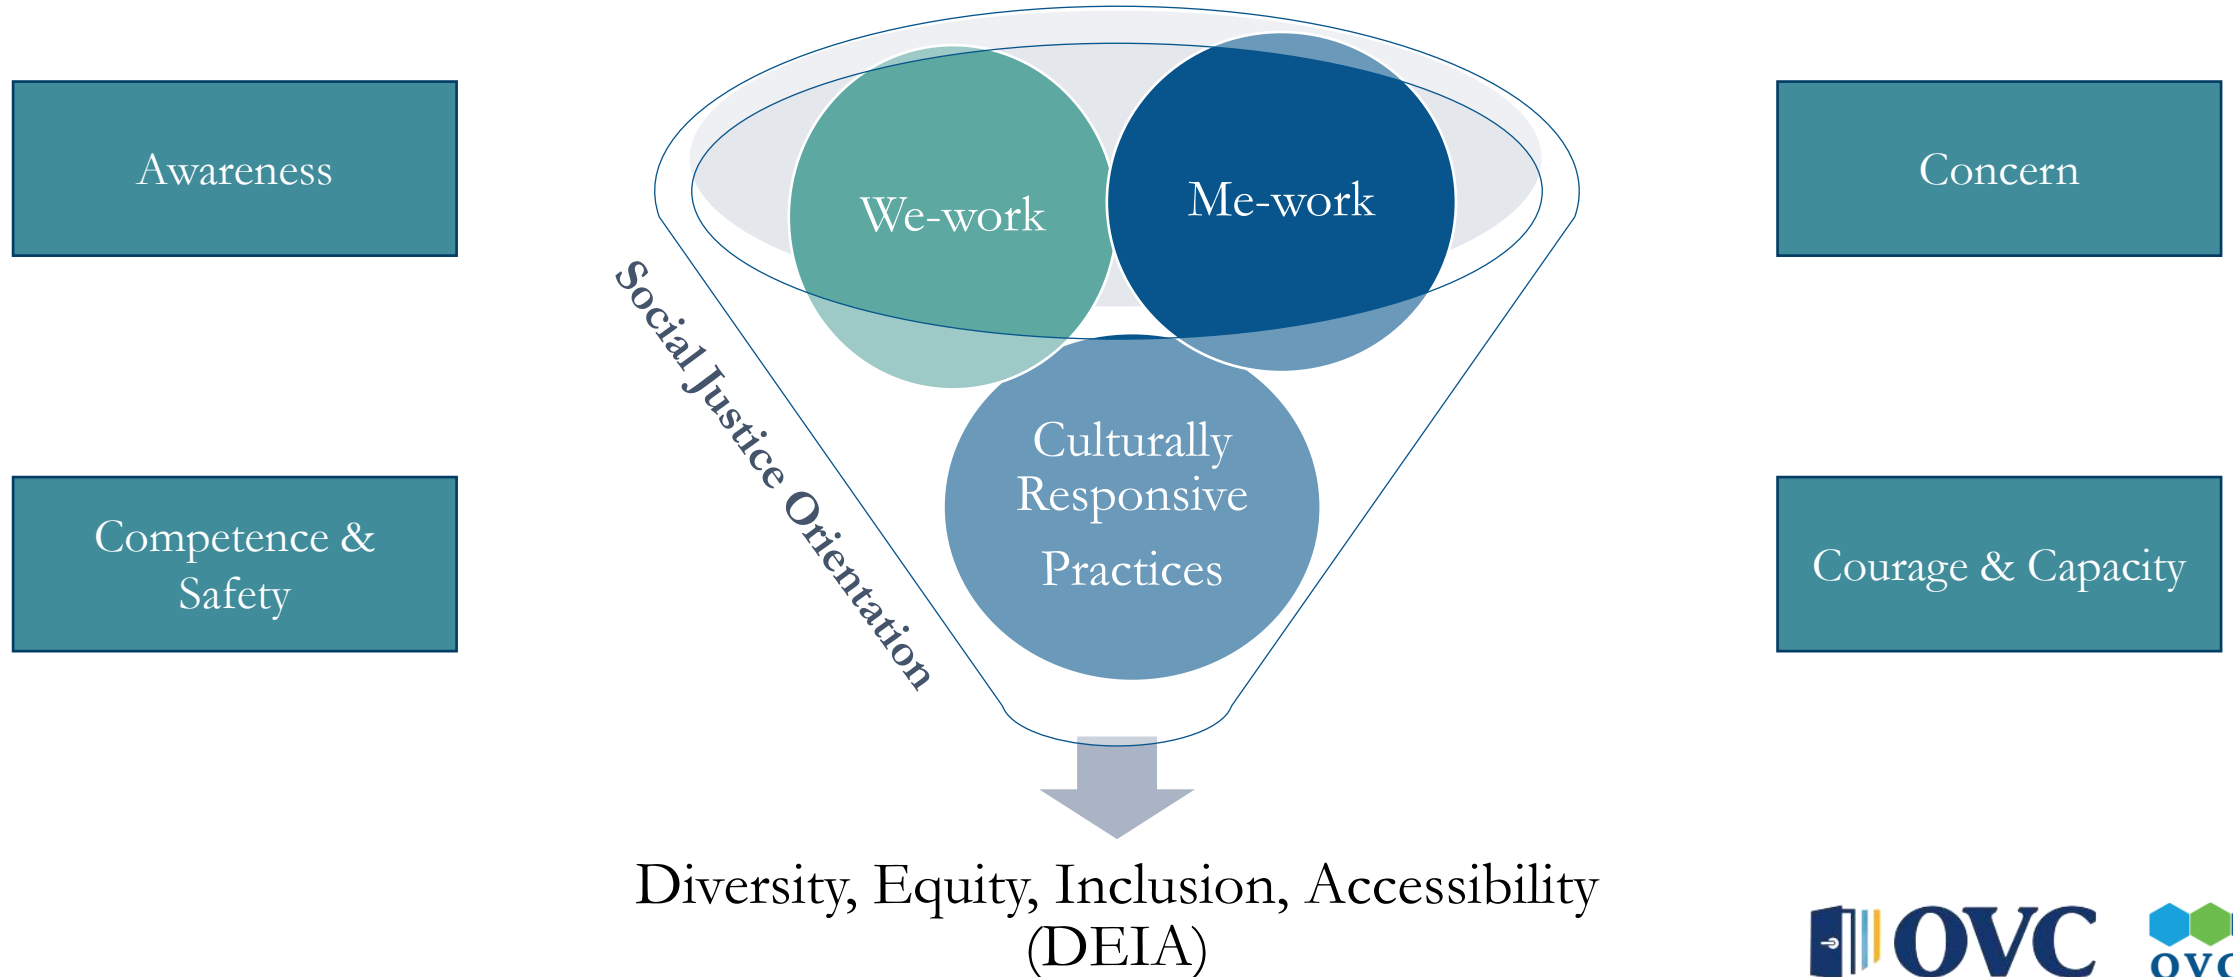 Awareness
We-work
Me-work
Concern
Social Justice Orientation
Culturally
Responsive
Practices
Competence &
Safety
Courage & Capacity
Diversity, Equity, Inclusion, Accessibility
(DEIA)
OVC
OVC